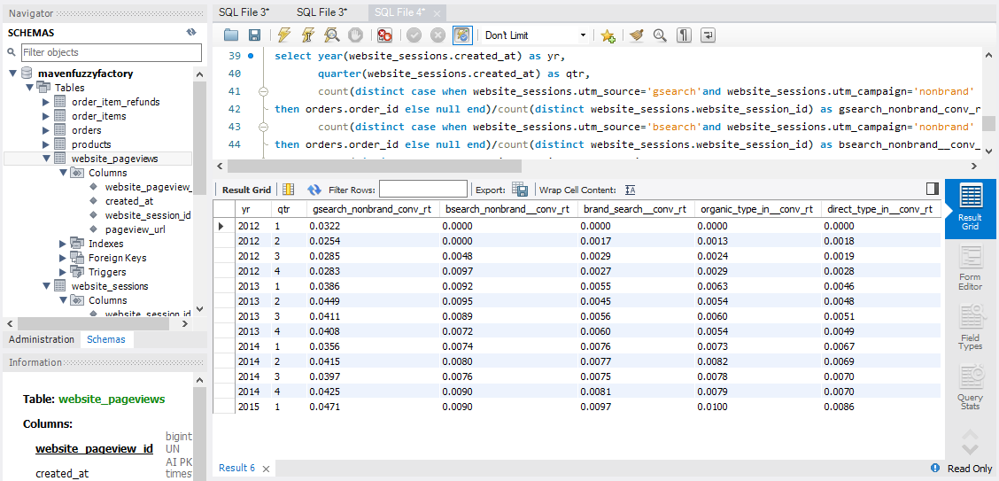 Navigator
SCHEMAS
Filter objects
mavenfuzzyfactory
Tables
order_item_refunds
order_items
orders
products
website_pageviews
Columns
website_pageview_
created_at
website_session_id
pageview_url
Indexes
Foreign Keys
Triggers
website_sessions
Columns
website_session_id
Administration Schemas
Information
Table: website_pageviews
Columns:
website_pageview_id bigint UN AI PK
created_at times
SQL File 3* SQL File 3* SQL File 4*
Don't Limit
39 select year(website_sessions.created_at) as yr,
40 quarter(website_sessions.created_at) as qtr,
41 count(distinct case when website_sessions.utm_source='gsearch'and website_sessions.utm_campaign='nonbrand'
42 then orders.order_id else null end)/count(distinct website_sessions.website_session_id) as gsearch_nonbrand_conv_r
43 count(distinct case when website_sessions.utm_source='bsearch'and website_sessions.utm_campaign='nonbrand'
44 then orders.order_id else null end)/count(distinct website_sessions.website_session_id) as bsearch_nonbrand__conv_
Result Grid Filter Rows: Export: Wrap Cell Content:
yr qtr gsearch_nonbrand_conv_rt bsearch_nonbrand__conv_rt brand_search__conv_rt organic_type_in__conv_rt direct_type_in__conv_rt
2012 1 0.0322 0.0000 0.0000 0.0000 0.0000
2012 2 0.0254 0.0000 0.0017 0.0013 0.0018
2012 3 0.0285 0.0048 0.0029 0.0024 0.0019
2012 4 0.0283 0.0097 0.0027 0.0029 0.0028
2013 1 0.0386 0.0092 0.0055 0.0063 0.0046
2013 2 0.0449 0.0095 0.0045 0.0054 0.0048
2013 3 0.0411 0.0089 0.0056 0.0060 0.0051
2013 4 0.0408 0.0072 0.0060 0.0054 0.0049
2014 1 0.0356 0.0074 0.0076 0.0073 0.0067
2014 2 0.0415 0.0080 0.0077 0.0082 0.0069
2014 3 0.0397 0.0076 0.0075 0.0078 0.0070
2014 4 0.0425 0.0090 0.0081 0.0079 0.0070
2015 1 0.0471 0.0090 0.0097 0.0100 0.0086
Result
Grid
Form
Editor
Field
Types
Query
Stats
Result 6
Read Only